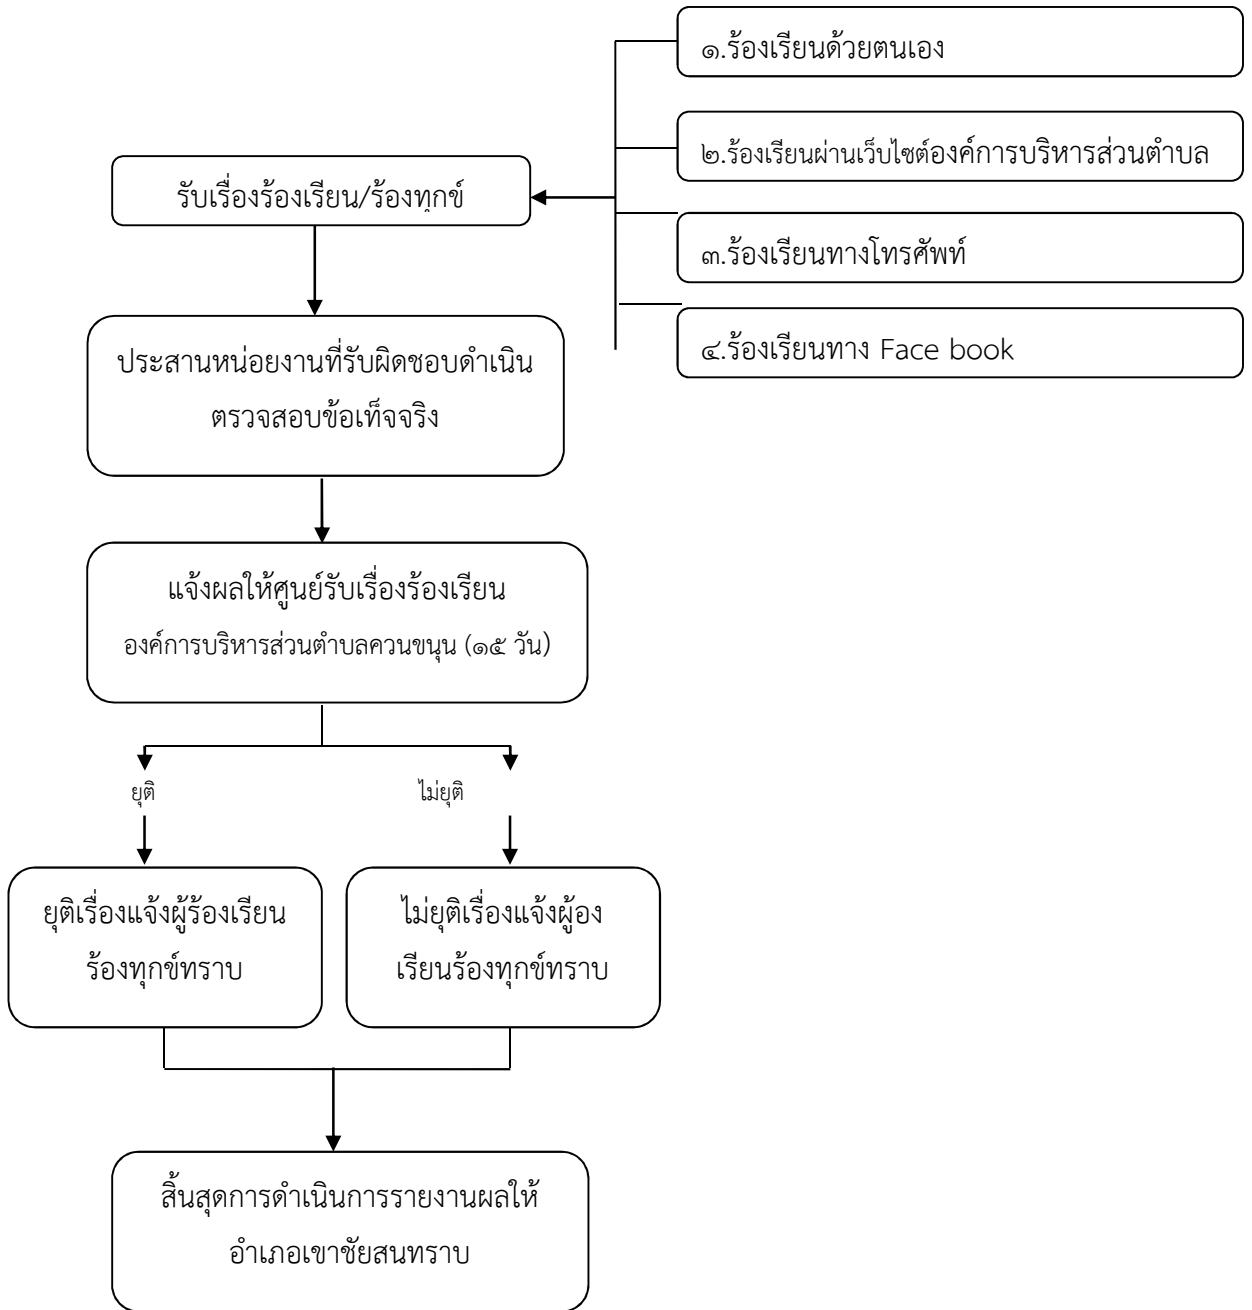 ๑.ร้องเรียนด้วยตนเอง
๒.ร้องเรียนผ่านเว็บไซต์องค์การบริหารส่วนตำบล
รับเรื่องร้องเรียน/ร้องทุกข์
๓.ร้องเรียนทางโทรศัพท์
๔.ร้องเรียนทาง Face book
ประสานหน่อยงานที่รับผิดชอบดำเนิน
ตรวจสอบข้อเท็จจริง
แจ้งผลให้ศูนย์รับเรื่องร้องเรียน
องค์การบริหารส่วนตำบลควนขนุน (๑๕ วัน)
ยุติ
ไม่ยุติ
ยุติเรื่องแจ้งผู้ร้องเรียน
ร้องทุกข์ทราบ
ไม่ยุติเรื่องแจ้งผู้อง
เรียนร้องทุกข์ทราบ
สิ้นสุดการดำเนินการรายงานผลให้
อำเภอเขาชัยสนทราบ